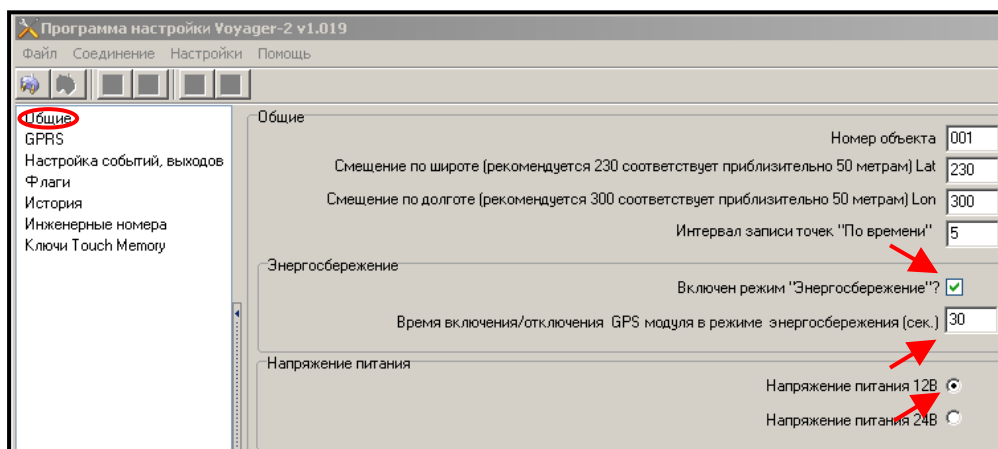 Программа настройки Voyager-2 v1.019
Файл Соединение Настройки Помощь
Общие
GPRS
Настройка событий, выходов
Флаги
История
Инженерные номера
Ключи Touch Memory
Общие
Номер объекта 001
Смещение по широте (рекомендуется 230 соответствует приблизительно 50 метрам) Lat 230
Смещение по долготе (рекомендуется 300 соответствует приблизительно 50 метрам) Lon 300
Интервал записи точек "По времени" 5
Энергосбережение
Включен режим "Энергосбережение"?
Время включения/отключения GPS модуля в режиме энергосбережения (сек.) 30
Напряжение питания
Напряжение питания 12В
Напряжение питания 24В